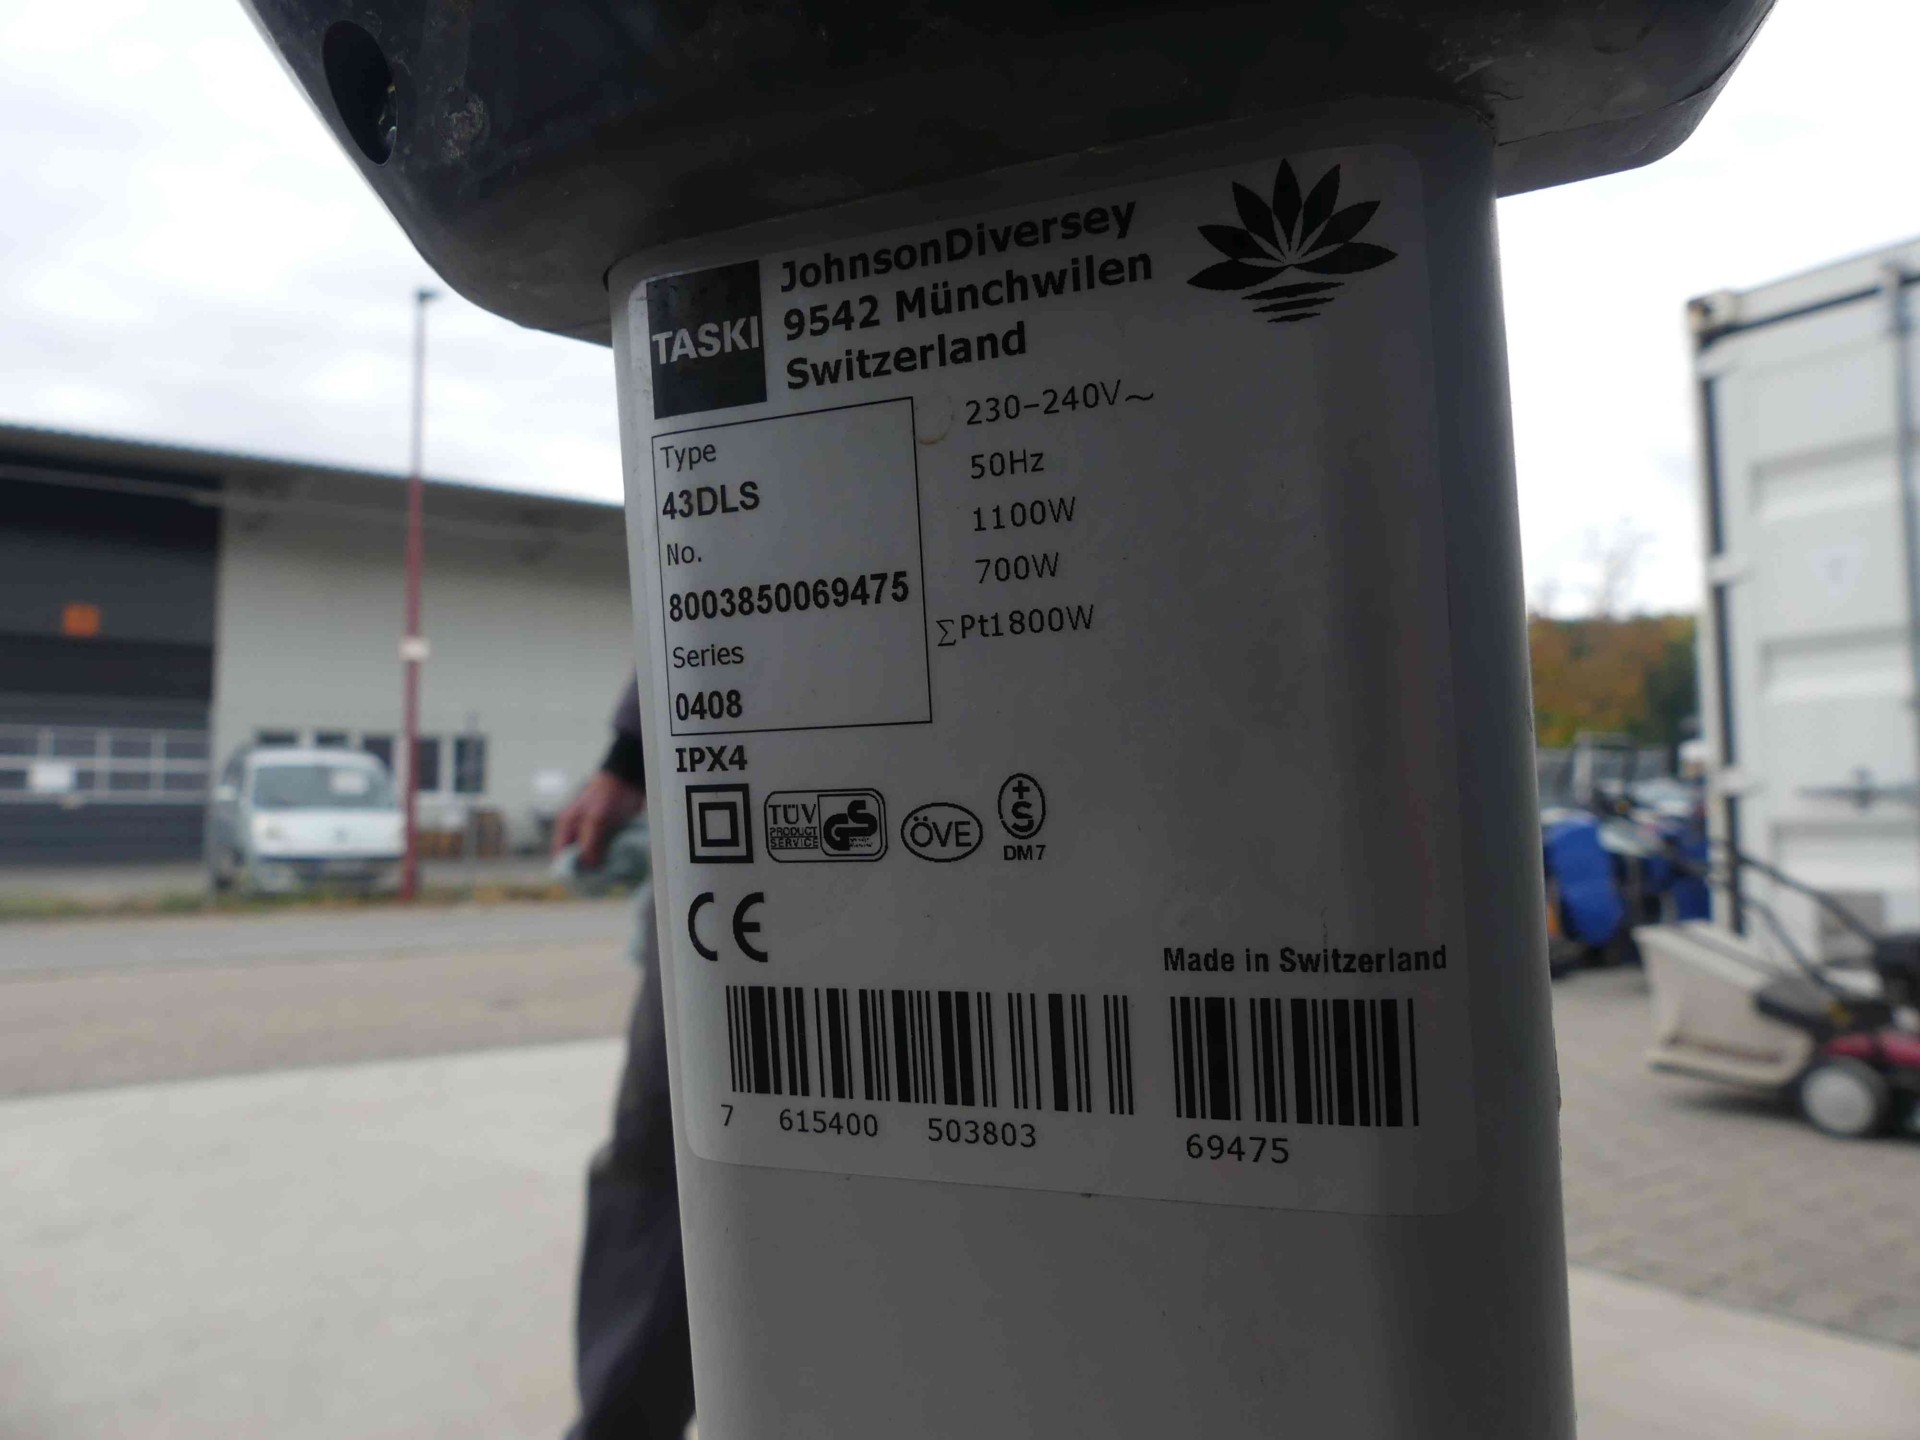 TASKI
JohnsonDiversey
9542 Münchwilen
Switzerland
Type
43DLS
No.
8003850069475
Series
0408
230-240V~
50Hz
1100W
700W
∑Pt1800W
IPX4
TÜV
PRODUCT
SERVICE
GS
ÖVE
+S
DM7
CE
Made in Switzerland
7 615400 503803
69475